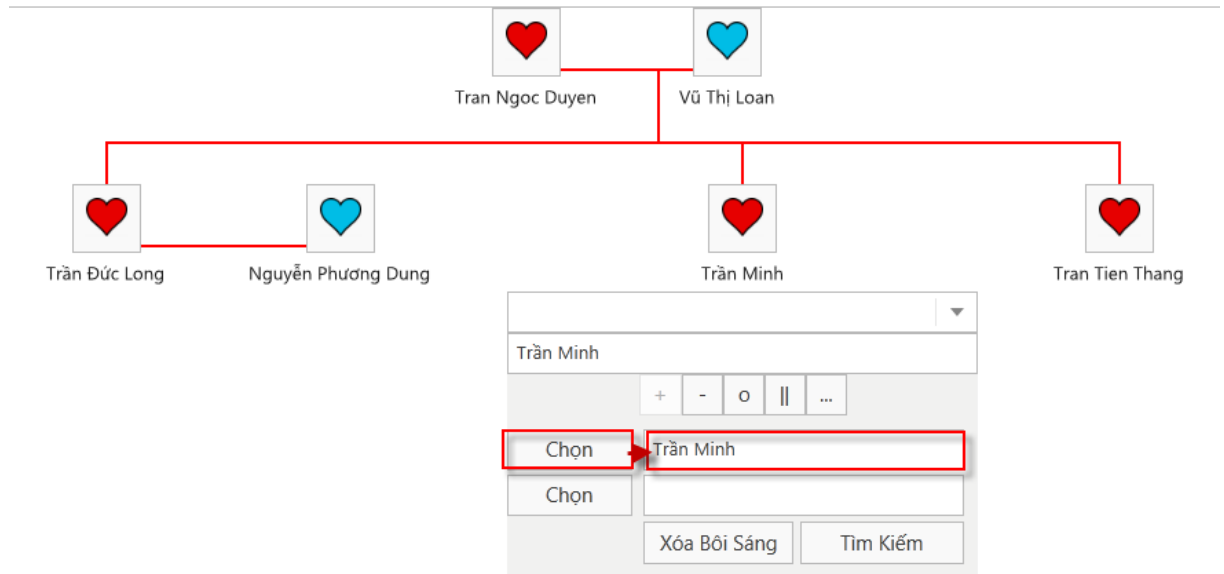 Tran Ngoc Duyen Vũ Thị Loan
Trần Đức Long Nguyễn Phương Dung Trần Minh Tran Tien Thang
Trần Minh
+ - o || ...
Chọn Trần Minh
Chọn
Xóa Bôi Sáng Tìm Kiếm